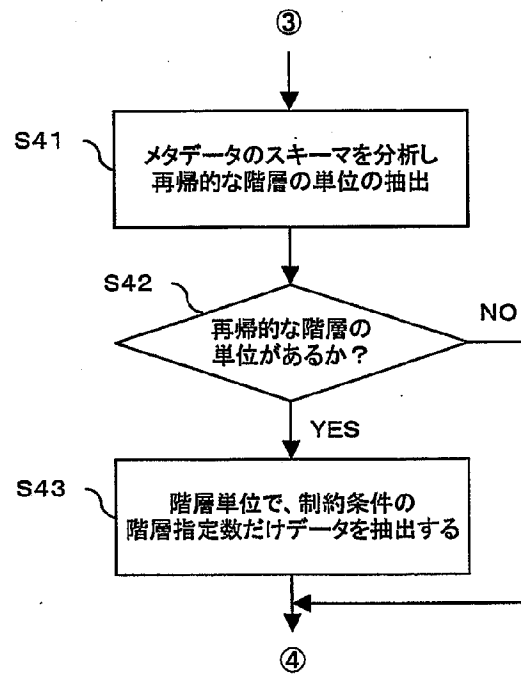 ③
S41
メタデータのスキーマを分析し
再帰的な階層の単位の抽出
S42
再帰的な階層の
単位があるか？
NO
YES
S43
階層単位で、制約条件の
階層指定数だけデータを抽出する
④